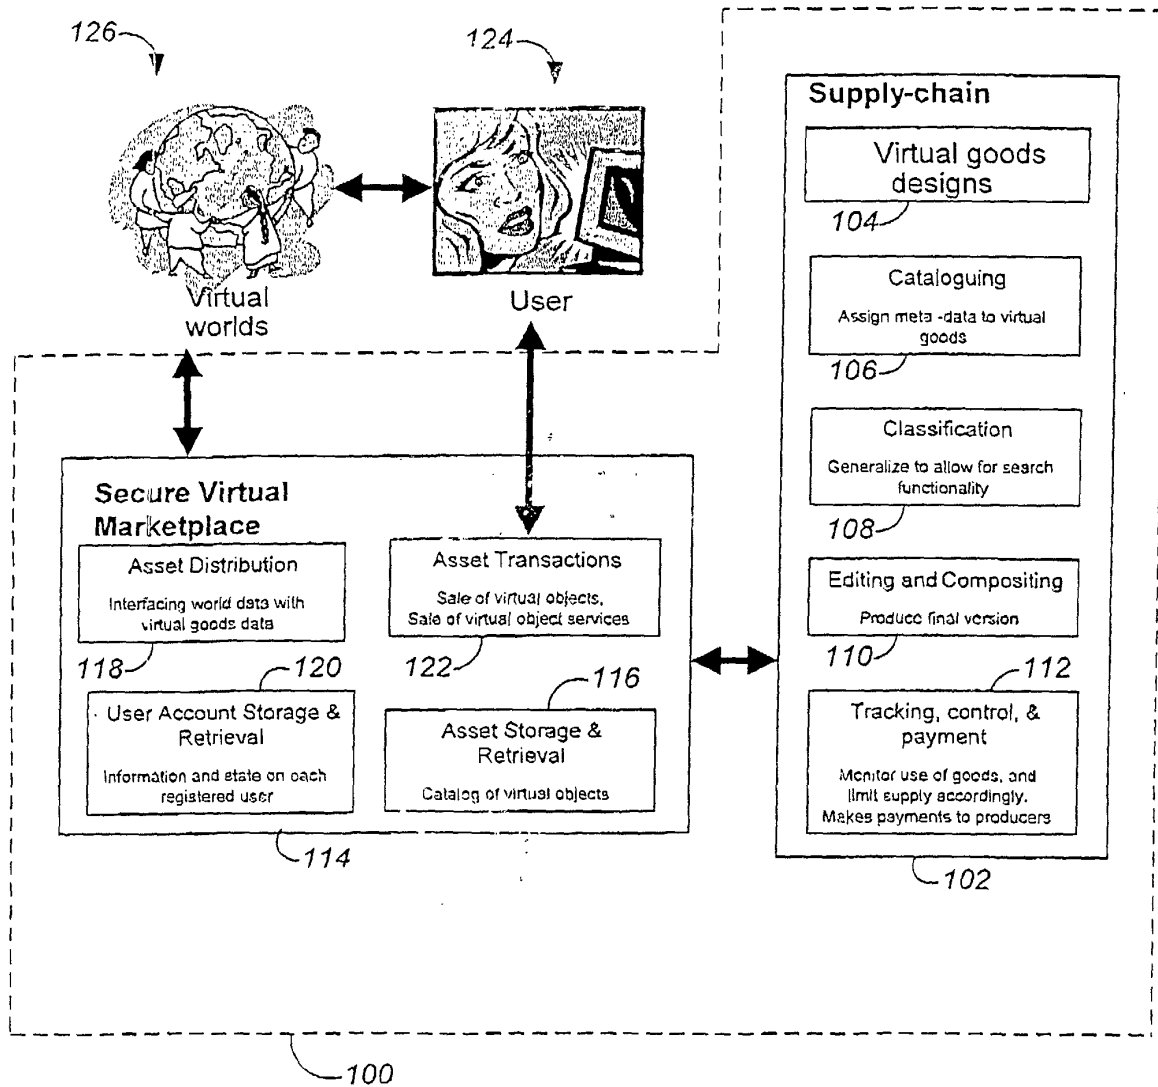 126
124
Virtual
worlds
User
Supply-chain
Virtual goods
designs
104
Cataloguing
Assign meta -data to virtual
goods
106
Classification
Generalize to allow for search
functionality
108
Editing and Compositing
Produce final version
110
112
Tracking, control, &
payment
Monitor use of goods, and
limit supply accordingly.
Makes payments to producers
102
Secure Virtual
Marketplace
Asset Distribution
Interfacing world data with
virtual goods data
118
Asset Transactions
Sale of virtual objects,
Sale of virtual object services
122
120
User Account Storage &
Retrieval
Information and state on each
registered user
116
Asset Storage &
Retrieval
Catalog of virtual objects
114
100